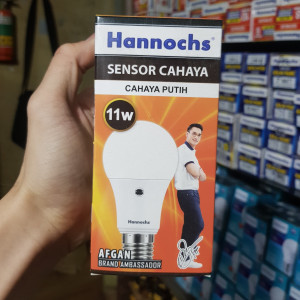 Hannochs®
SENSOR CAHAYA
CAHAYA PUTIH
11w
Hannochs
AFGAN
BRAND AMBASSADOR